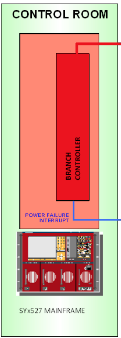 CONTROL ROOM
BRANCH
CONTROLLER
POWER FAILURE
INTERRUPT
SYx527 MAINFRAME